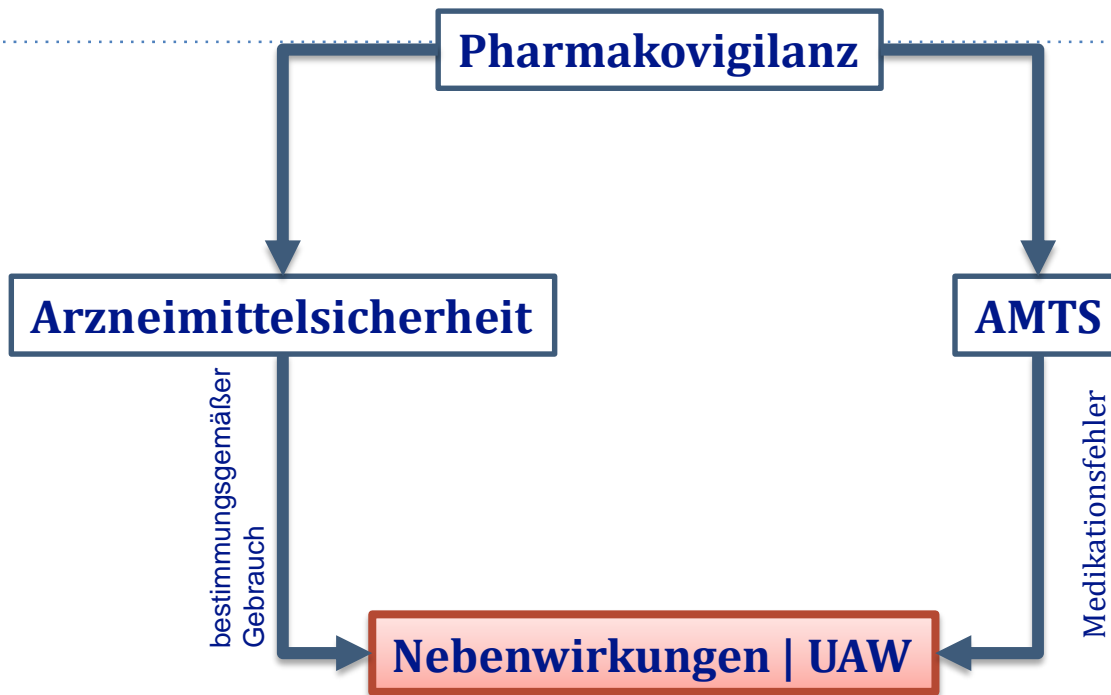 Pharmakovigilanz
Arzneimittelsicherheit
AMTS
bestimmungsgemäßer
Gebrauch
Medikationsfehler
Nebenwirkungen | UAW